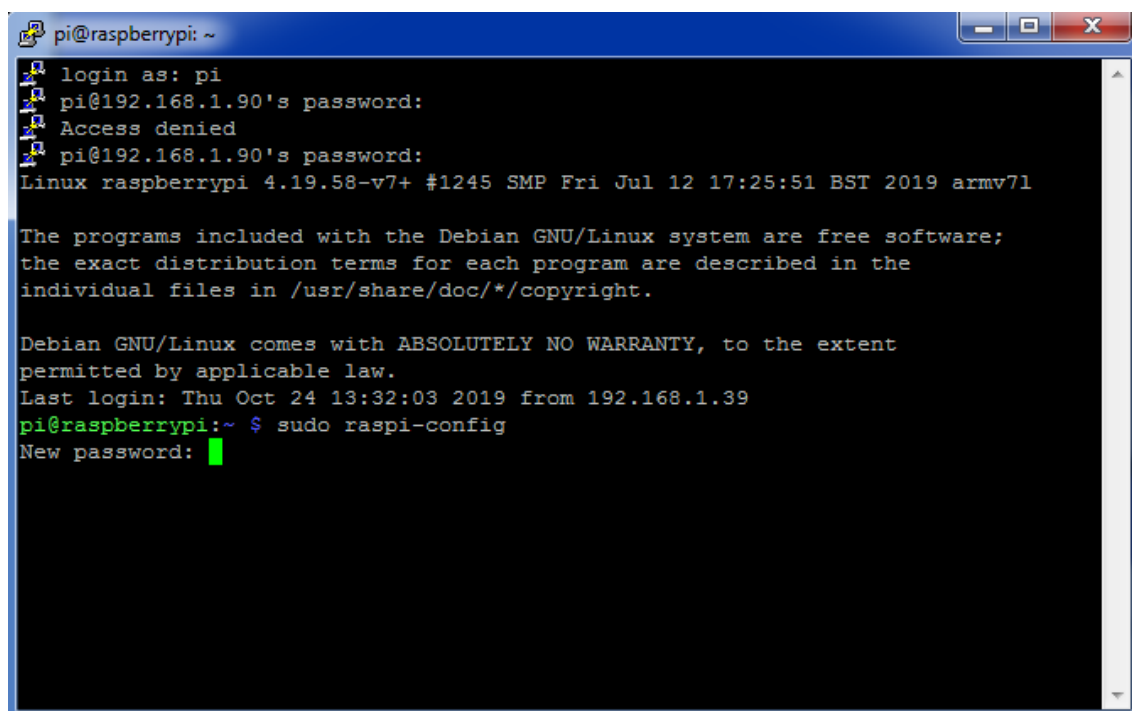 pi@raspberrypi: ~
login as: pi
pi@192.168.1.90's password:
Access denied
pi@192.168.1.90's password:
Linux raspberrypi 4.19.58-v7+ #1245 SMP Fri Jul 12 17:25:51 BST 2019 armv7l
The programs included with the Debian GNU/Linux system are free software;
the exact distribution terms for each program are described in the
individual files in /usr/share/doc/*/copyright.
Debian GNU/Linux comes with ABSOLUTELY NO WARRANTY, to the extent
permitted by applicable law.
Last login: Thu Oct 24 13:32:03 2019 from 192.168.1.39
pi@raspberrypi:~ $ sudo raspi-config
New password: